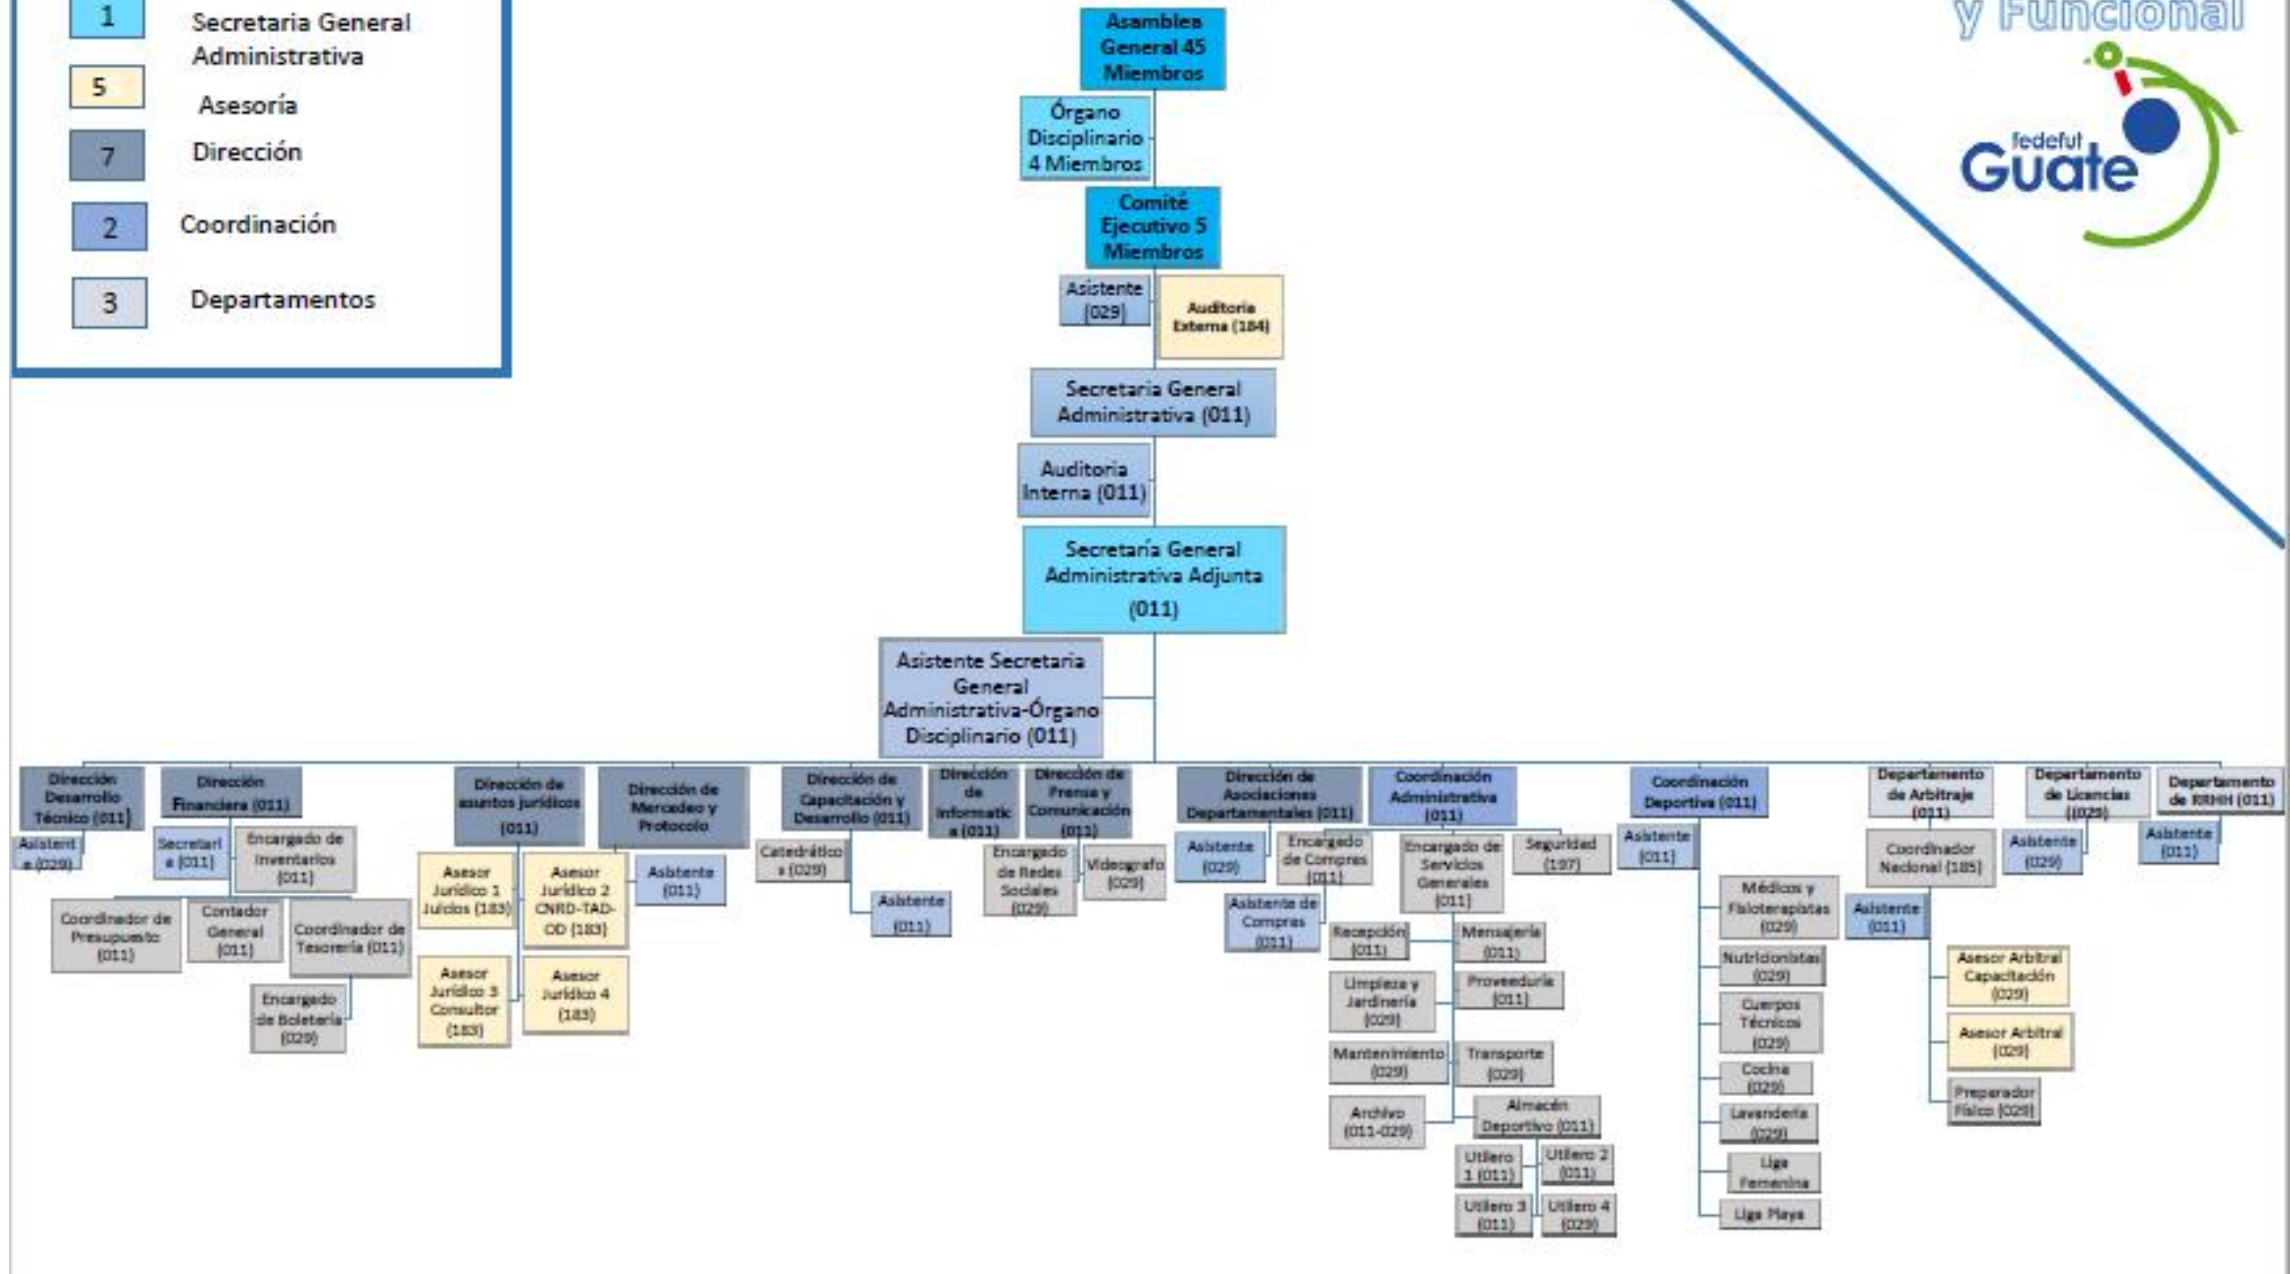 1
Secretaria General
Administrativa
5
Asesoría
7
Dirección
2
Coordinación
3
Departamentos
y Funcional
fedefut
Guate
Asamblea
General 45
Miembros
Órgano
Disciplinario
4 Miembros
Comité
Ejecutivo 5
Miembros
Asistente
(029)
Auditoria
Externa (184)
Secretaria General
Administrativa (011)
Auditoria
Interna (011)
Secretaría General
Administrativa Adjunta
(011)
Asistente Secretaria
General
Administrativa-Órgano
Disciplinario (011)
Dirección
Desarrollo
Técnico (011)
Asistent
e (029)
Dirección
Financiera (011)
Secretari
a (011)
Encargado de
Inventarios
(011)
Coordinador de
Presupuesto
(011)
Contador
General
(011)
Coordinador de
Tesorería (011)
Encargado
de Boletería
(029)
Dirección de
asuntos jurídicos
(011)
Asesor
Jurídico 1
Juicios (183)
Asesor
Jurídico 2
CNRD-TAD-
OD (183)
Asesor
Jurídico 3
Consultor
(183)
Asesor
Jurídico 4
(183)
Dirección de
Mercadeo y
Protocolo
Asistente
(011)
Dirección de
Capacitación y
Desarrollo (011)
Catedrático
s (029)
Asistente
(011)
Dirección
de
Informatic
a (011)
Dirección de
Prensa y
Comunicación
(011)
Encargado
de Redes
Sociales
(029)
Videografo
(029)
Dirección de
Asociaciones
Departamentales (011)
Asistente
(029)
Coordinación
Administrativa
(011)
Encargado
de Compras
(011)
Asistente de
Compras
(011)
Encargado de
Servicios
Generales
(011)
Seguridad
(197)
Recepción
(011)
Mensajería
(011)
Limpieza y
Jardinería
(029)
Proveeduría
(011)
Mantenimiento
(029)
Transporte
(029)
Archivo
(011-029)
Almacén
Deportivo (011)
Utilero
1 (011)
Utilero 2
(011)
Utilero 3
(011)
Utilero 4
(029)
Coordinación
Deportiva (011)
Asistente
(011)
Médicos y
Fisioterapistas
(029)
Nutricionistas
(029)
Cuerpos
Técnicos
(029)
Cocina
(029)
Lavandería
(029)
Liga
Femenina
Liga Playa
Departamento
de Arbitraje
(011)
Coordinador
Nacional (185)
Asistente
(011)
Asesor Arbitral
Capacitación
(029)
Asesor Arbitral
(029)
Preparador
Físico (029)
Departamento
de Licencias
((029)
Asistente
(029)
Departamento
de RRHH (011)
Asistente
(011)